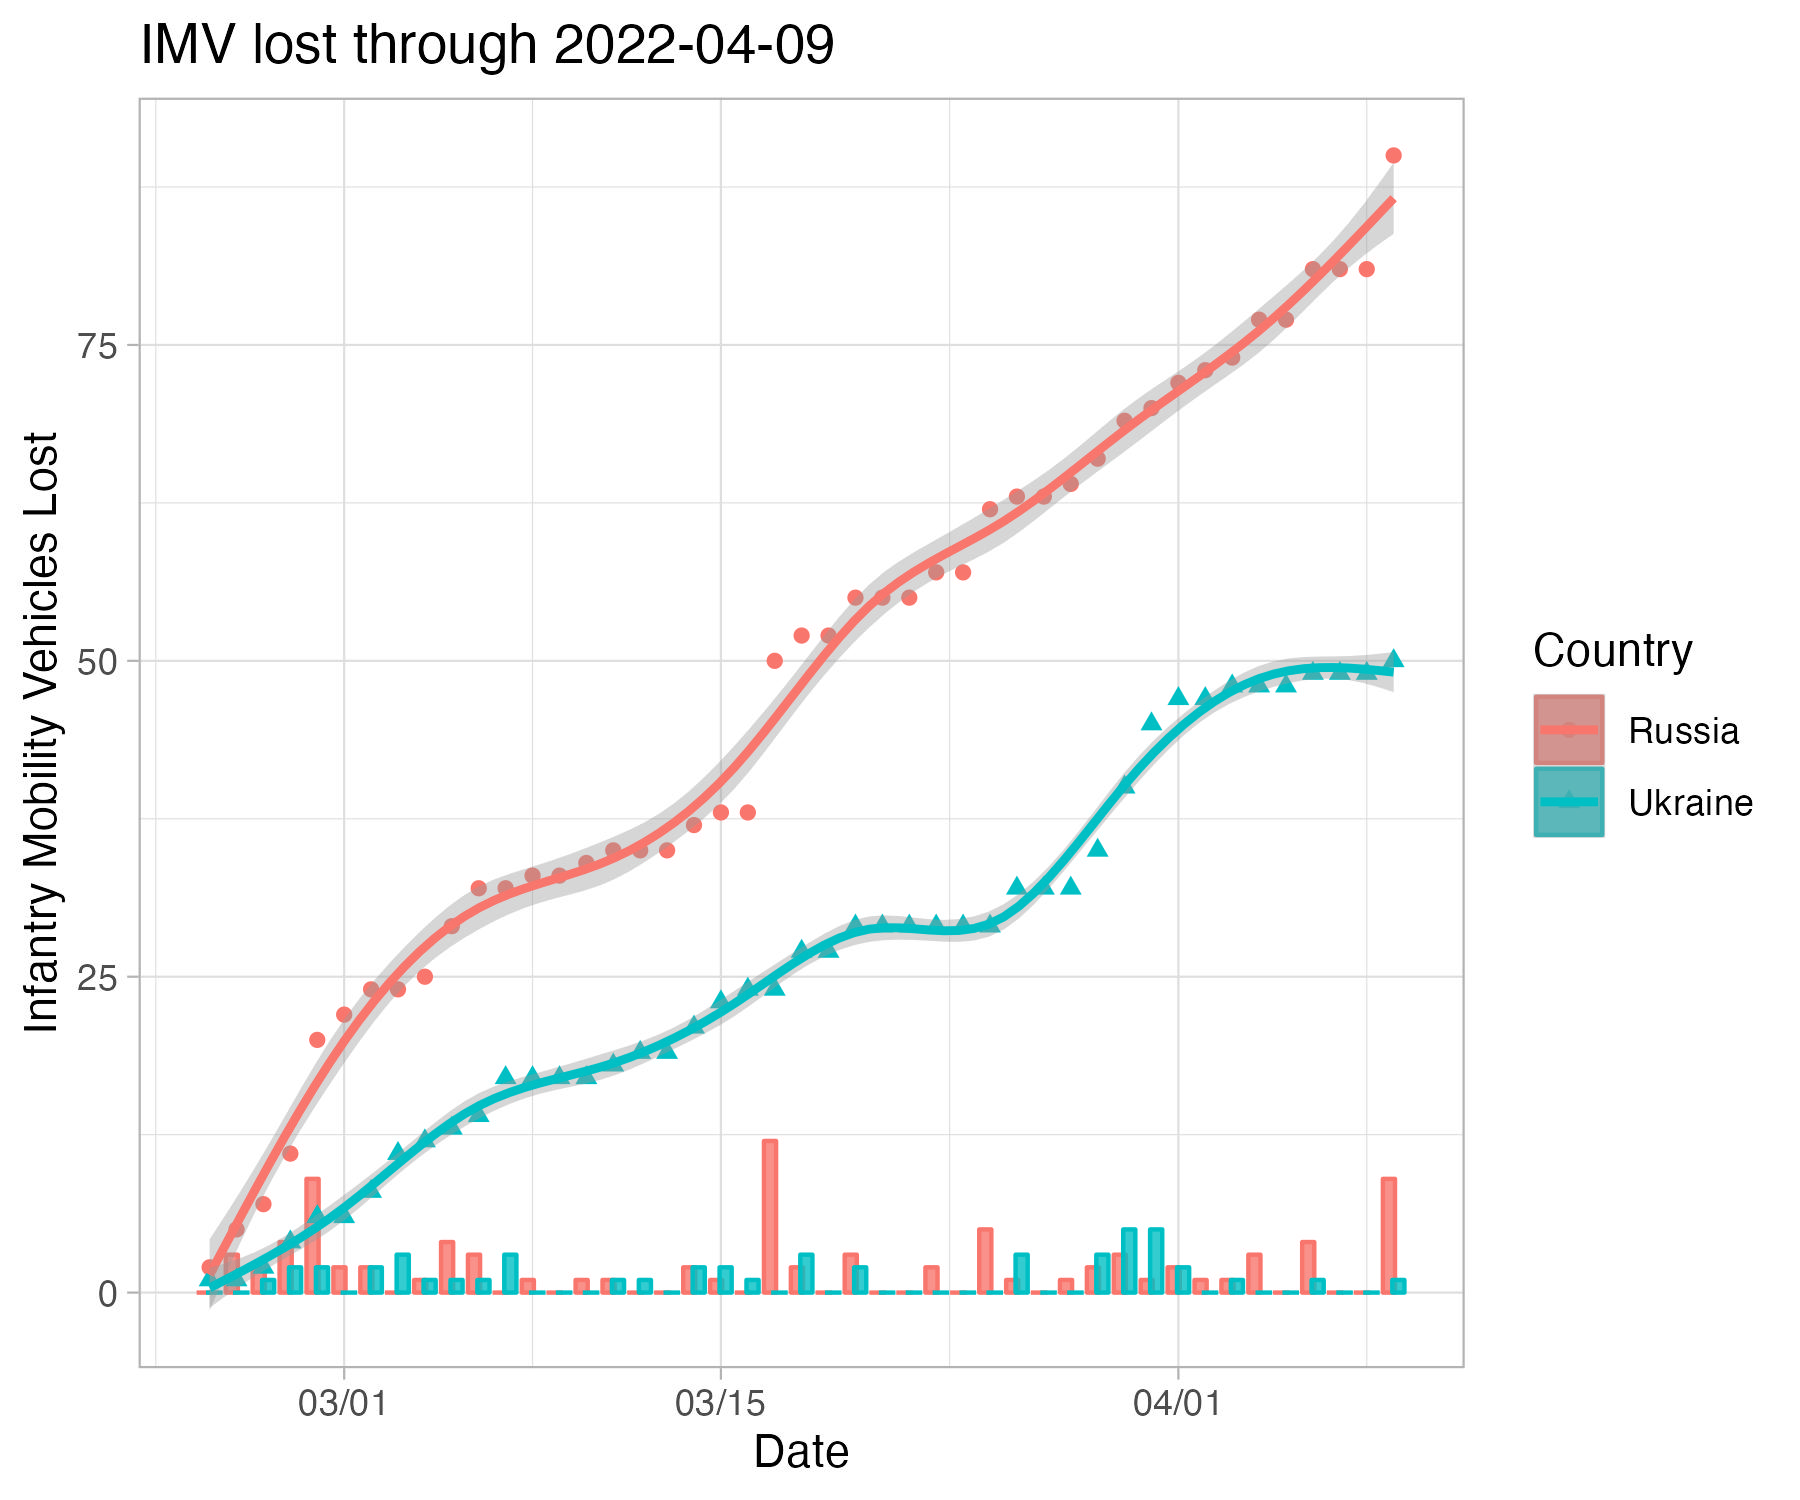 IMV lost through 2022-04-09
Infantry Mobility Vehicles Lost
75
50
25
0
03/01
03/15
04/01
Date
Country
Russia
Ukraine